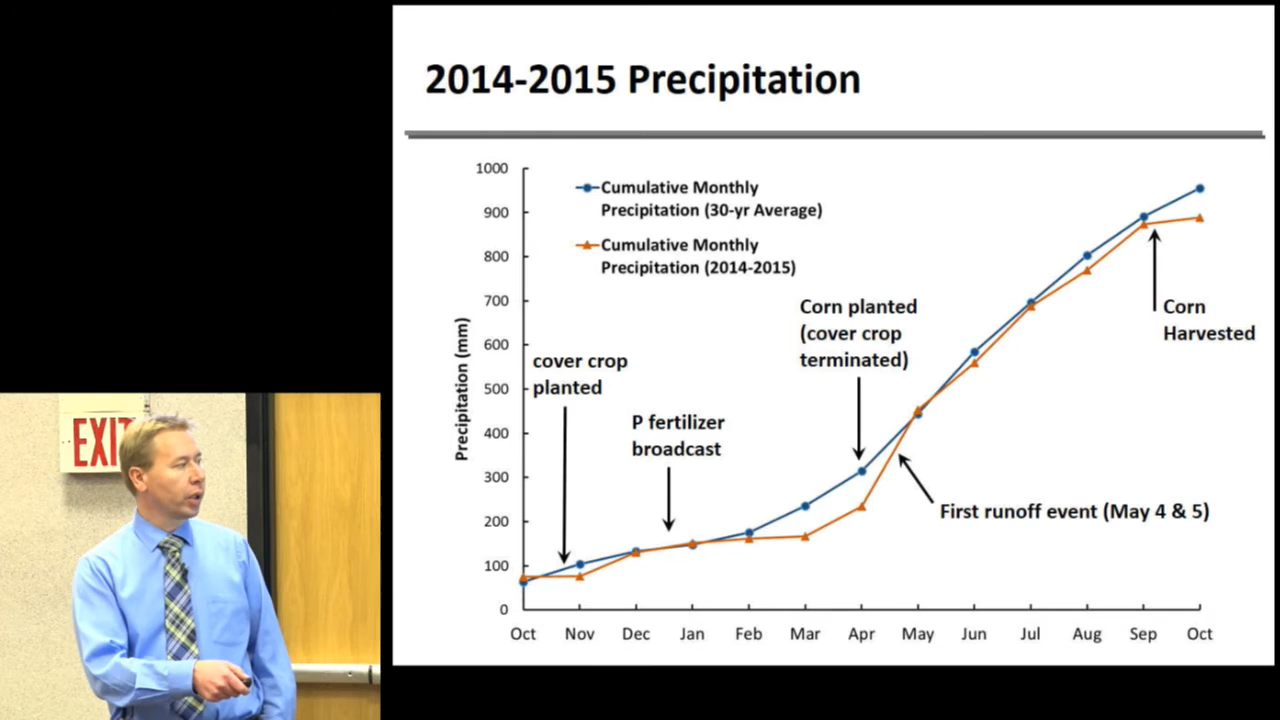 2014-2015 Precipitation
1000
900
800
700
600
500
400
300
200
100
0
Precipitation (mm)
Cumulative Monthly
Precipitation (30-yr Average)
Cumulative Monthly
Precipitation (2014-2015)
cover crop
planted
P fertilizer
broadcast
Corn planted
(cover crop
terminated)
First runoff event (May 4 & 5)
Corn
Harvested
Oct Nov Dec Jan Feb Mar Apr May Jun Jul Aug Sep Oct
EXIT